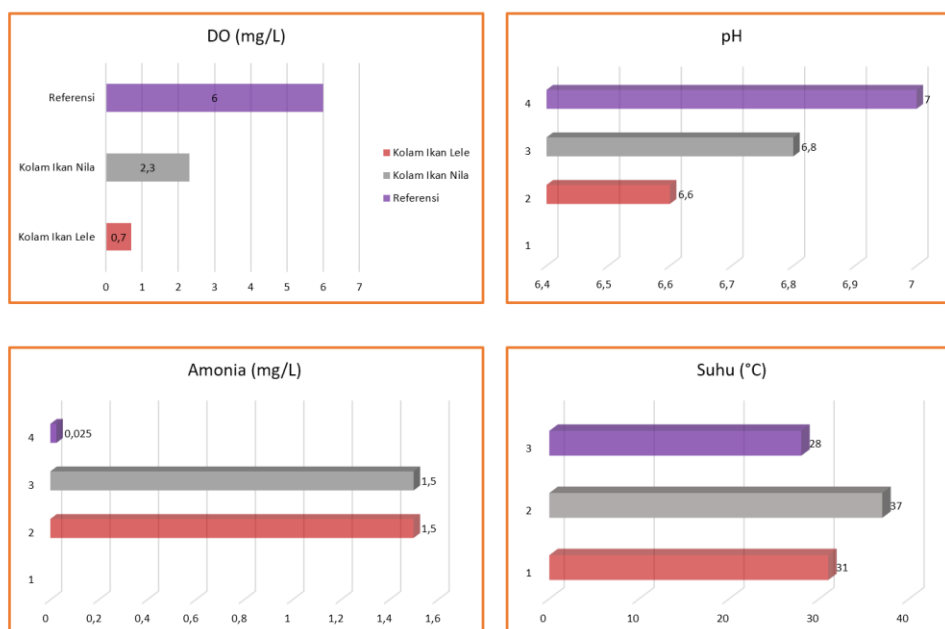 DO (mg/L)
Referensi
6
Kolam Ikan Nila
2,3
Kolam Ikan Lele
0,7
0 1 2 3 4 5 6 7
Kolam Ikan Lele
Kolam Ikan Nila
Referensi
pH
4
7
3
6,8
2
6,6
1
6,4 6,5 6,6 6,7 6,8 6,9 7
Amonia (mg/L)
4
0,025
3
1,5
2
1,5
1
0 0,2 0,4 0,6 0,8 1 1,2 1,4 1,6
Suhu (°C)
3
28
2
37
1
31
0 10 20 30 40